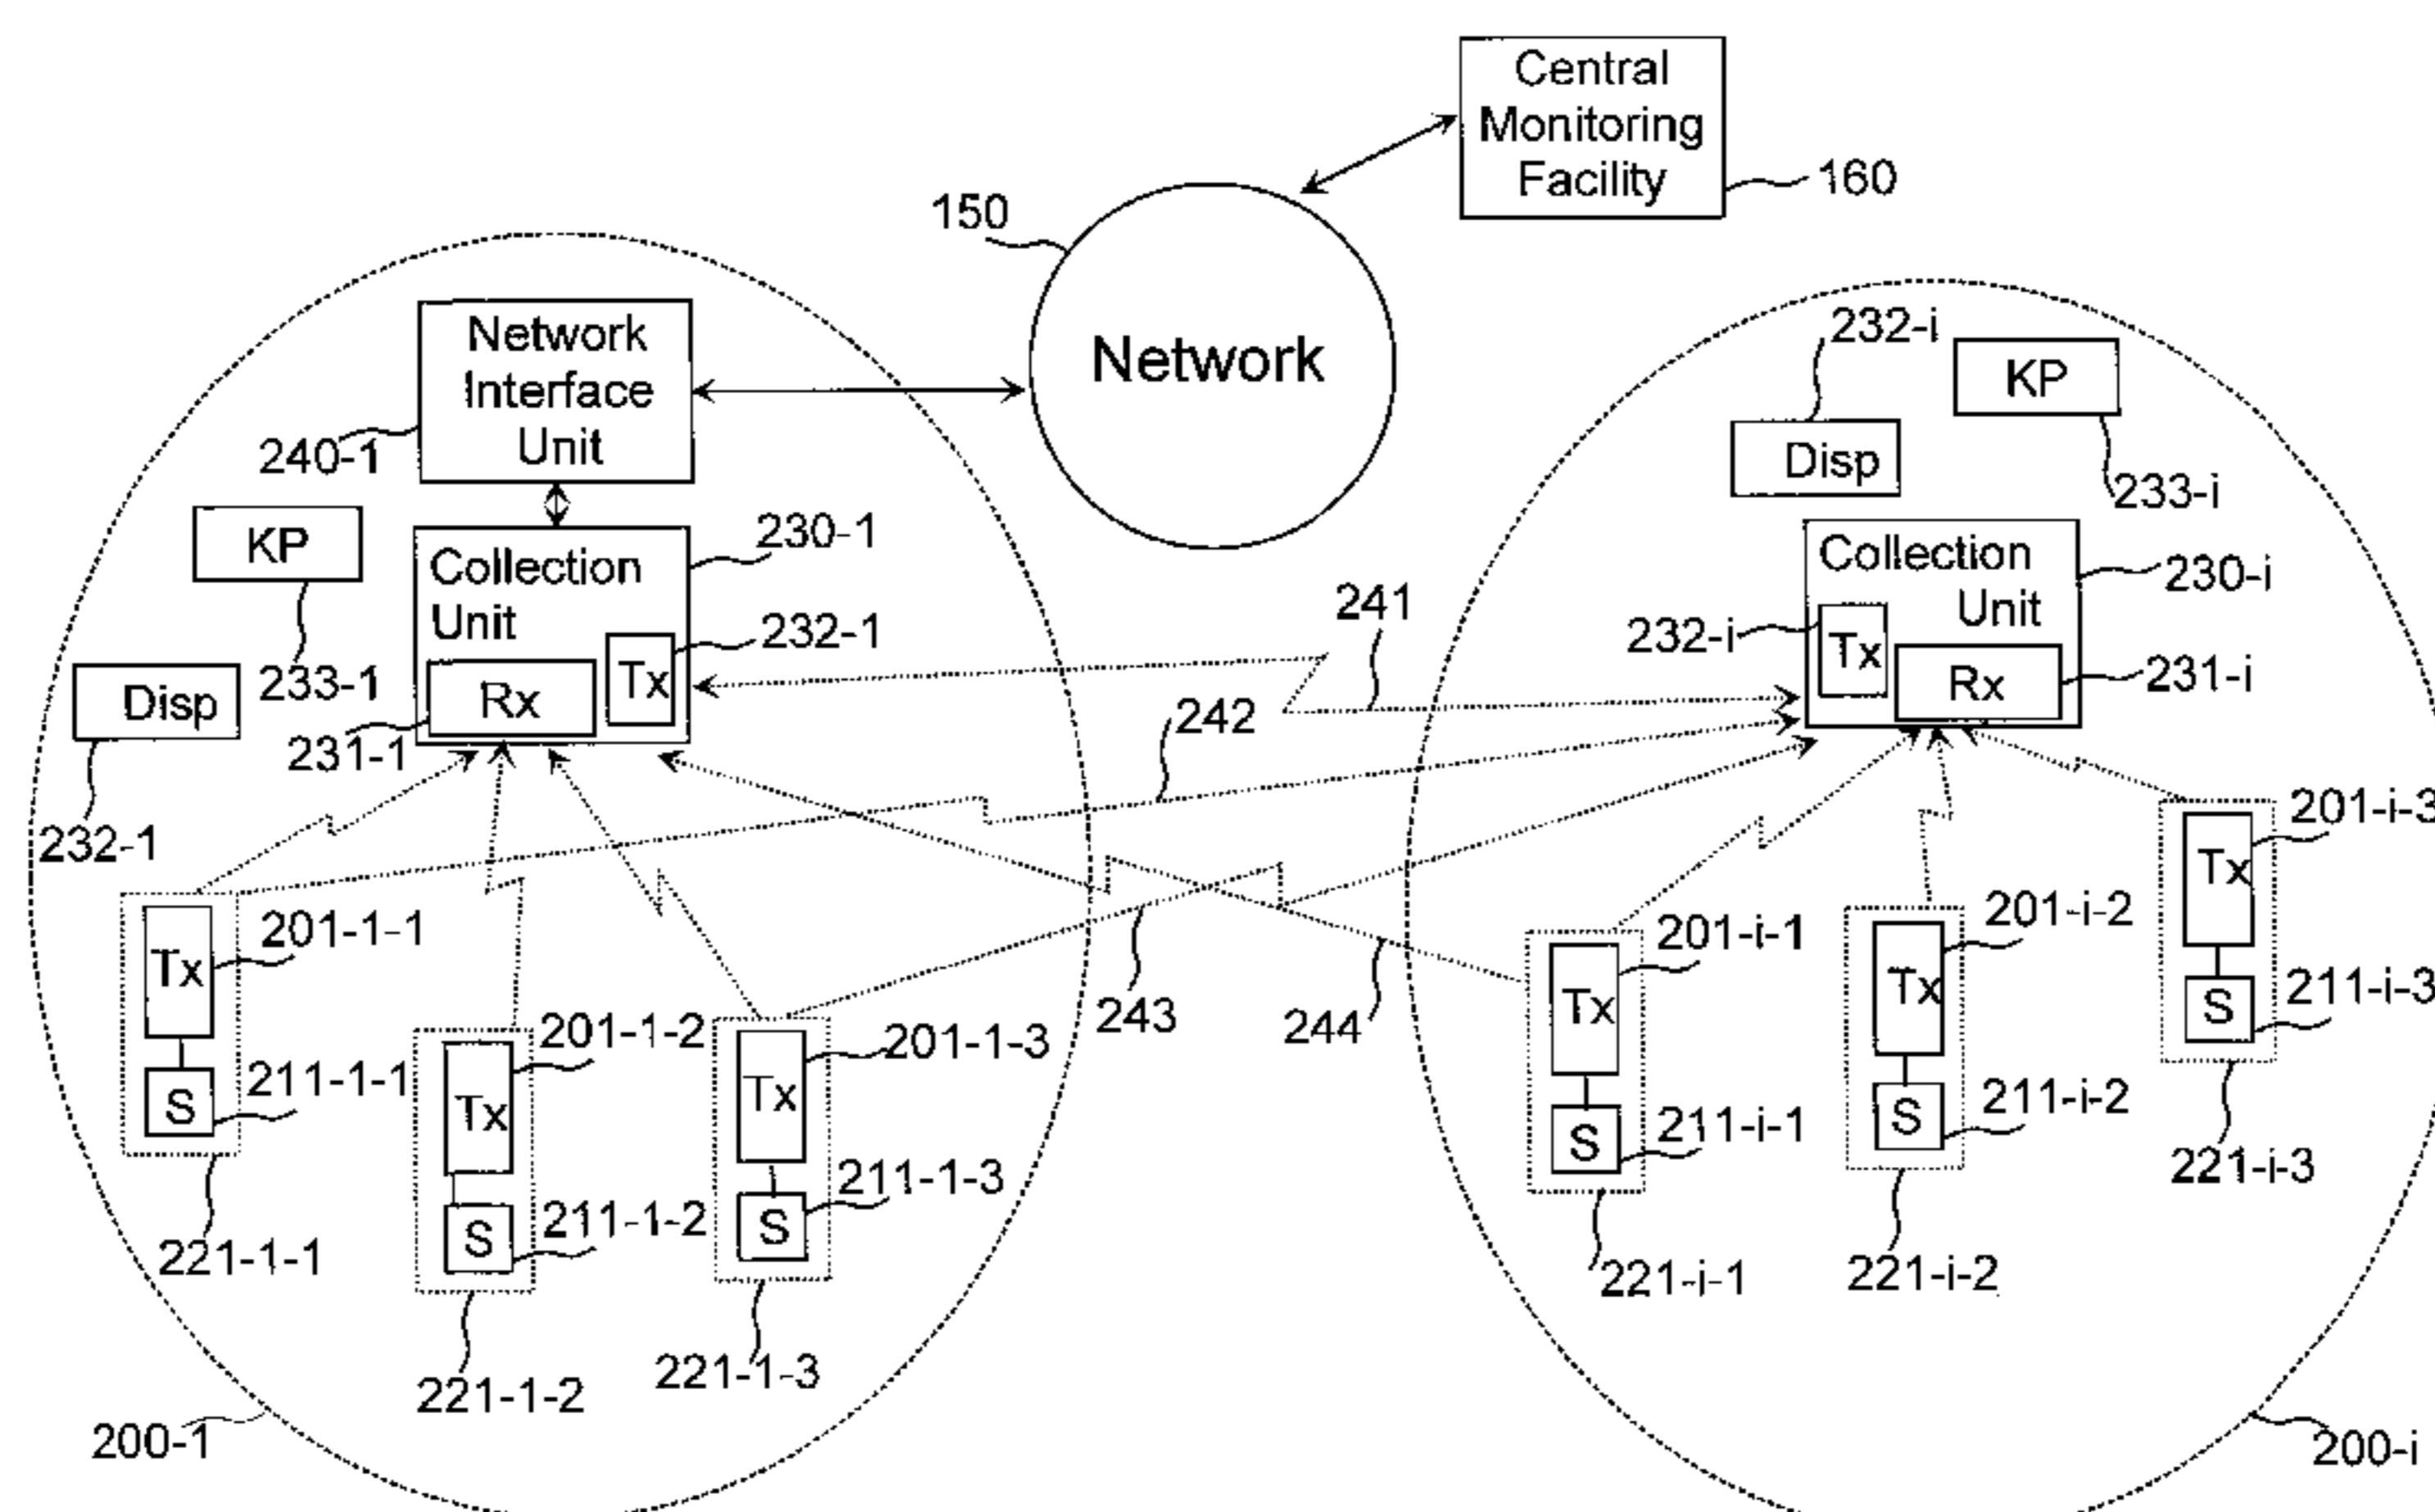 Central
Monitoring
Facility
160
150
Network
Network
Interface
Unit
240-1
232-i
KP
Disp
233-i
KP
233-1
Collection
Unit
230-1
232-1
Tx
Rx
231-1
Disp
232-1
Collection
Unit
230-i
232-i
Tx
Rx
231-i
241
242
243
244
Tx
201-1-1
S
211-1-1
221-1-1
Tx
201-1-2
S
211-1-2
221-1-2
Tx
201-1-3
S
211-1-3
221-1-3
Tx
201-i-1
S
211-i-1
221-i-1
Tx
201-i-2
S
211-i-2
221-i-2
Tx
201-i-3
S
211-i-3
221-i-3
200-1
200-i